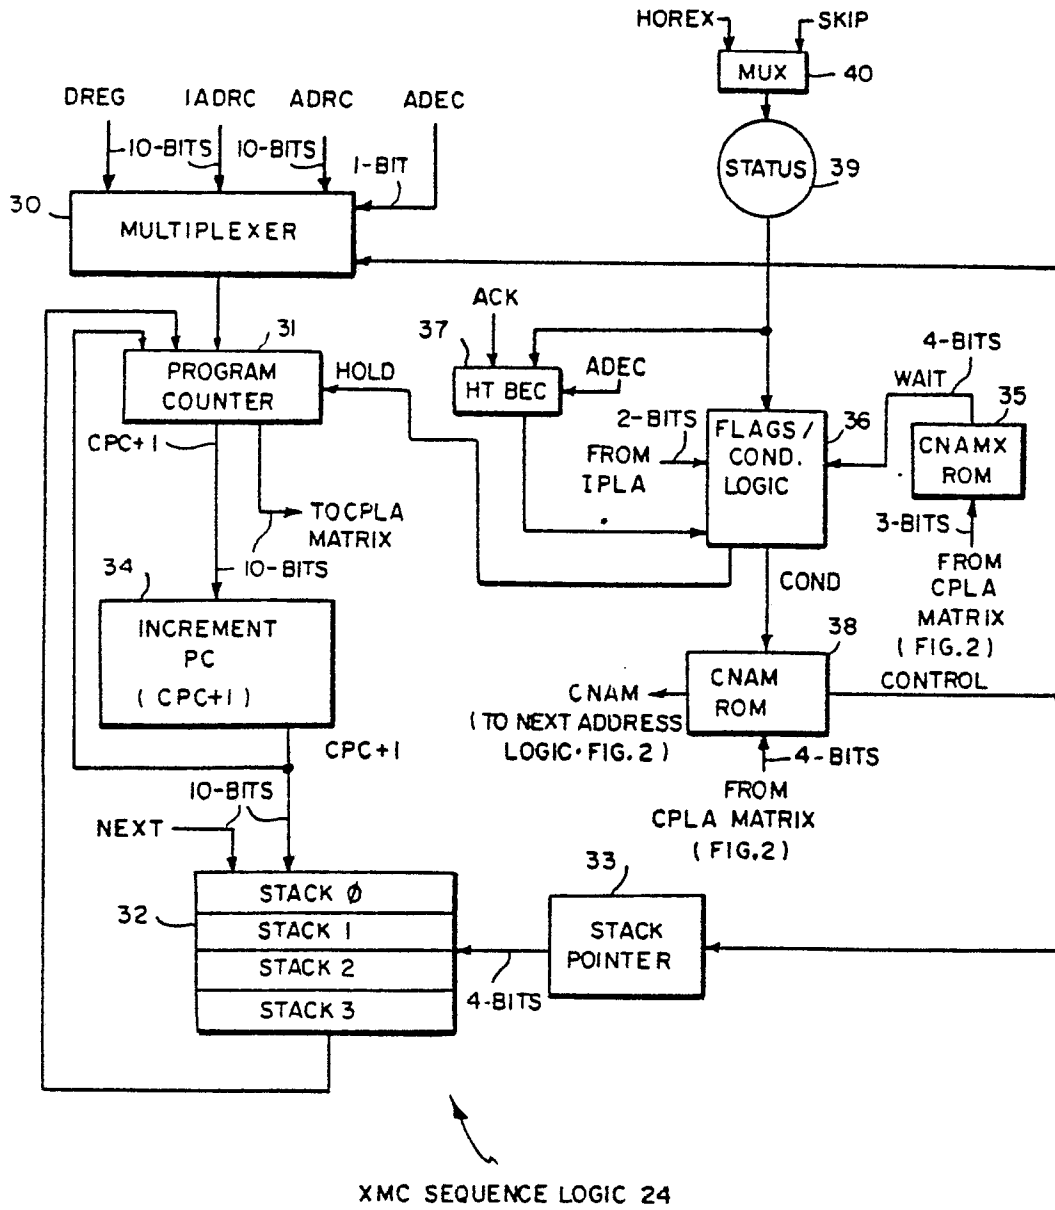 HOREX
SKIP
MUX
40
DREG
IADRC
ADRC
ADEC
10-BITS
10-BITS
1-BIT
STATUS
39
30
MULTIPLEXER
ACK
37
31
PROGRAM
COUNTER
HOLD
HT BEC
ADEC
4-BITS
WAIT
35
CNAMX
ROM
2-BITS
FROM
IPLA
FLAGS/
COND.
LOGIC
36
CPC+1
TO CPLA
MATRIX
10-BITS
3-BITS
FROM
CPLA
MATRIX
(FIG.2)
34
INCREMENT
PC
(CPC+1)
COND
38
CNAM
ROM
CONTROL
CNAM
(TO NEXT ADDRESS
LOGIC·FIG.2)
4-BITS
FROM
CPLA MATRIX
(FIG.2)
CPC+1
10-BITS
NEXT
32
STACK Ø
STACK 1
STACK 2
STACK 3
4-BITS
33
STACK
POINTER
XMC SEQUENCE LOGIC 24